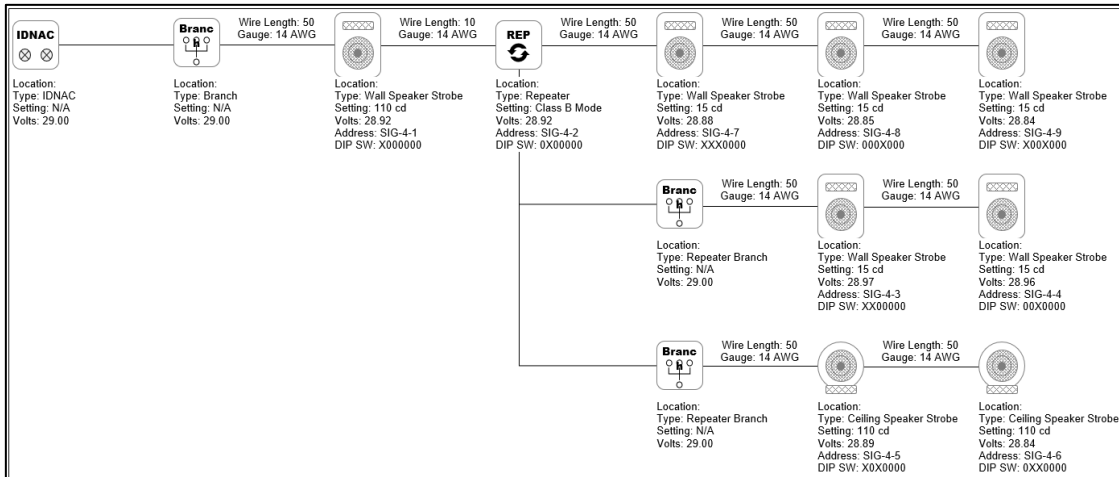 IDNAC
Location:
Type: IDNAC
Setting: N/A
Volts: 29.00
Branc
h
Location:
Type: Branch
Setting: N/A
Volts: 29.00
Wire Length: 50
Gauge: 14 AWG
Location:
Type: Wall Speaker Strobe
Setting: 110 cd
Volts: 28.92
Address: SIG-4-1
DIP SW: X000000
Wire Length: 10
Gauge: 14 AWG
REP
Location:
Type: Repeater
Setting: Class B Mode
Volts: 28.92
Address: SIG-4-2
DIP SW: 0X00000
Wire Length: 50
Gauge: 14 AWG
Location:
Type: Wall Speaker Strobe
Setting: 15 cd
Volts: 28.88
Address: SIG-4-7
DIP SW: XXX0000
Wire Length: 50
Gauge: 14 AWG
Location:
Type: Wall Speaker Strobe
Setting: 15 cd
Volts: 28.85
Address: SIG-4-8
DIP SW: 000X000
Wire Length: 50
Gauge: 14 AWG
Location:
Type: Wall Speaker Strobe
Setting: 15 cd
Volts: 28.84
Address: SIG-4-9
DIP SW: X00X000
Branc
h
Location:
Type: Repeater Branch
Setting: N/A
Volts: 29.00
Wire Length: 50
Gauge: 14 AWG
Location:
Type: Wall Speaker Strobe
Setting: 15 cd
Volts: 28.97
Address: SIG-4-3
DIP SW: XX00000
Wire Length: 50
Gauge: 14 AWG
Location:
Type: Wall Speaker Strobe
Setting: 15 cd
Volts: 28.96
Address: SIG-4-4
DIP SW: 00X0000
Branc
h
Location:
Type: Repeater Branch
Setting: N/A
Volts: 29.00
Wire Length: 50
Gauge: 14 AWG
Location:
Type: Ceiling Speaker Strobe
Setting: 110 cd
Volts: 28.89
Address: SIG-4-5
DIP SW: X0X0000
Wire Length: 50
Gauge: 14 AWG
Location:
Type: Ceiling Speaker Strobe
Setting: 110 cd
Volts: 28.84
Address: SIG-4-6
DIP SW: 0XX0000